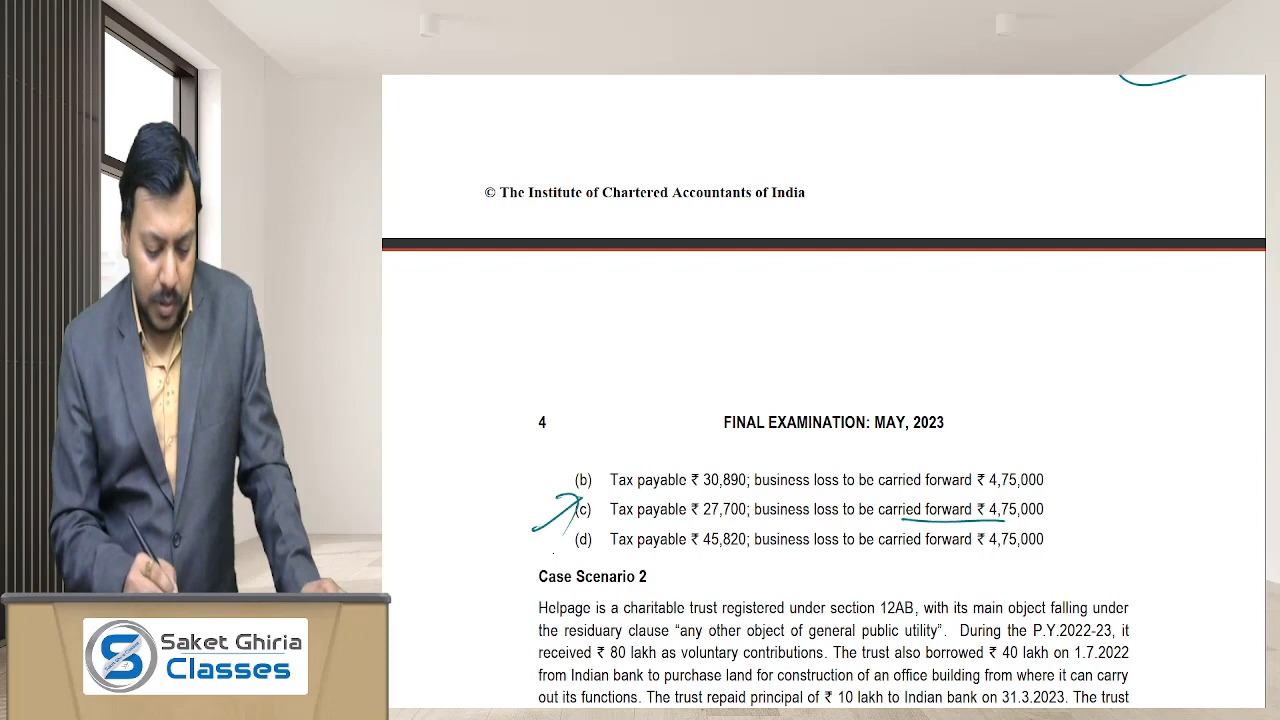 © The Institute of Chartered Accountants of India
4 FINAL EXAMINATION: MAY, 2023
(b) Tax payable ₹ 30,890; business loss to be carried forward ₹ 4,75,000
(c) Tax payable ₹ 27,700; business loss to be carried forward ₹ 4,75,000
(d) Tax payable ₹ 45,820; business loss to be carried forward ₹ 4,75,000
Case Scenario 2
Helpage is a charitable trust registered under section 12AB, with its main object falling under
the residuary clause “any other object of general public utility”. During the P.Y.2022-23, it
received ₹ 80 lakh as voluntary contributions. The trust also borrowed ₹ 40 lakh on 1.7.2022
from Indian bank to purchase land for construction of an office building from where it can carry
out its functions. The trust repaid principal of ₹ 10 lakh to Indian bank on 31.3.2023. The trust
Saket Ghiria
Classes